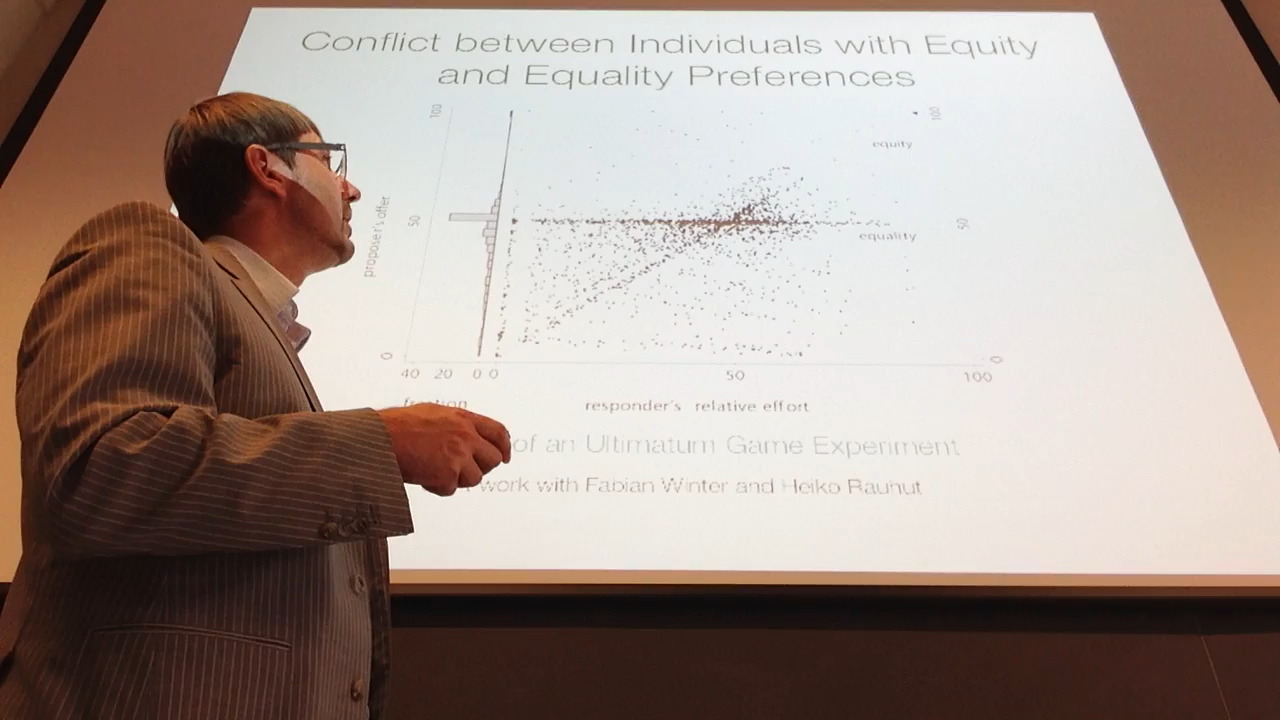 Conflict between Individuals with Equity
and Equality Preferences
100
100
equity
proposer's offer
50
50
equality
0
0
40 20 0 0 50 100
responder's relative effort
of an Ultimatum Game Experiment
work with Fabian Winter and Heiko Rauhut